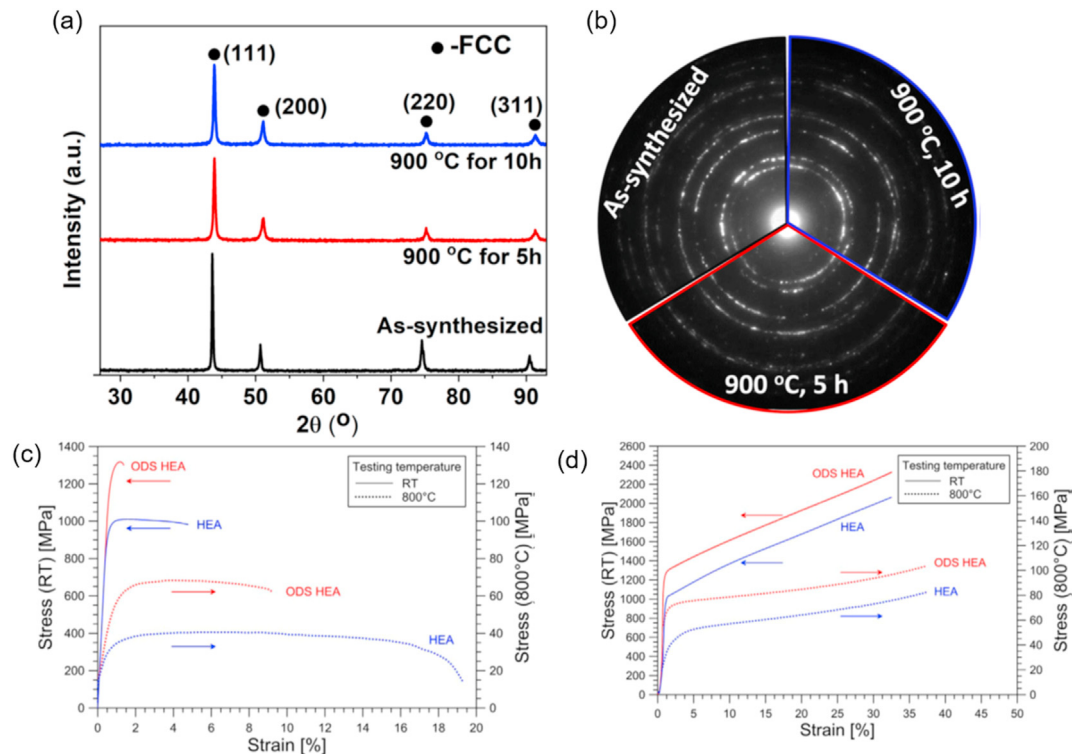 (a)
-FCC
(111)
(200)
(220)
(311)
900 °C for 10h
900 °C for 5h
As-synthesized
Intensity (a.u.)
30 40 50 60 70 80 90
2θ (°)
(b)
As-synthesized
900 °C, 10 h
900 °C, 5 h
(c)
1400
1200
1000
800
600
400
200
0
Stress (RT) [MPa]
ODS HEA
HEA
ODS HEA
HEA
Testing temperature
RT
800°C
140
120
100
80
60
40
20
0
Stress (800°C) [MPa]
0 2 4 6 8 10 12 14 16 18 20
Strain [%]
(d)
2600
2400
2200
2000
1800
1600
1400
1200
1000
800
600
400
200
0
Stress (RT) [MPa]
ODS HEA
HEA
ODS HEA
HEA
Testing temperature
RT
800°C
200
180
160
140
120
100
80
60
40
20
0
Stress (800°C) [MPa]
0 5 10 15 20 25 30 35 40 45 50
Strain [%]